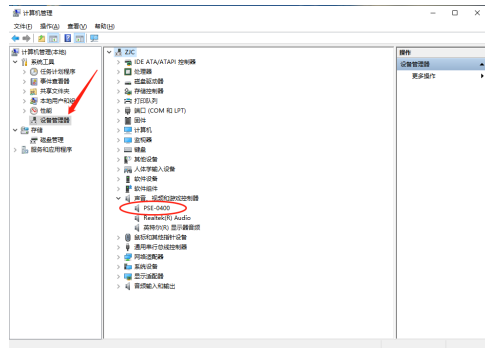 计算机管理
文件(F) 操作(A) 查看(V) 帮助(H)
计算机管理(本地)
系统工具
任务计划程序
事件查看器
共享文件夹
本地用户和组
性能
设备管理器
存储
磁盘管理
服务和应用程序
ZJC
IDE ATA/ATAPI 控制器
处理器
磁盘驱动器
存储控制器
打印队列
端口 (COM 和 LPT)
固件
计算机
监视器
键盘
其他设备
人体学输入设备
软件设备
软件组件
声音、视频和游戏控制器
PSE-0400
Realtek(R) Audio
英特尔(R) 显示器音频
鼠标和其他指针设备
通用串行总线控制器
网络适配器
系统设备
显示适配器
音频输入和输出
操作
设备管理器
更多操作